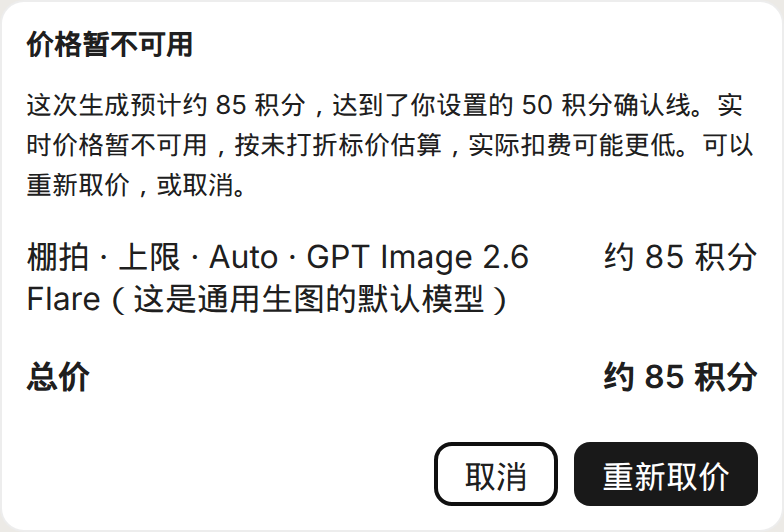 价格暂不可用
这次生成预计约 85 积分，达到了你设置的 50 积分确认线。实
时价格暂不可用，按未打折标价估算，实际扣费可能更低。可以
重新取价，或取消。
棚拍 · 上限 · Auto · GPT Image 2.6 约 85 积分
Flare（这是通用生图的默认模型）
总价 约 85 积分
取消 重新取价